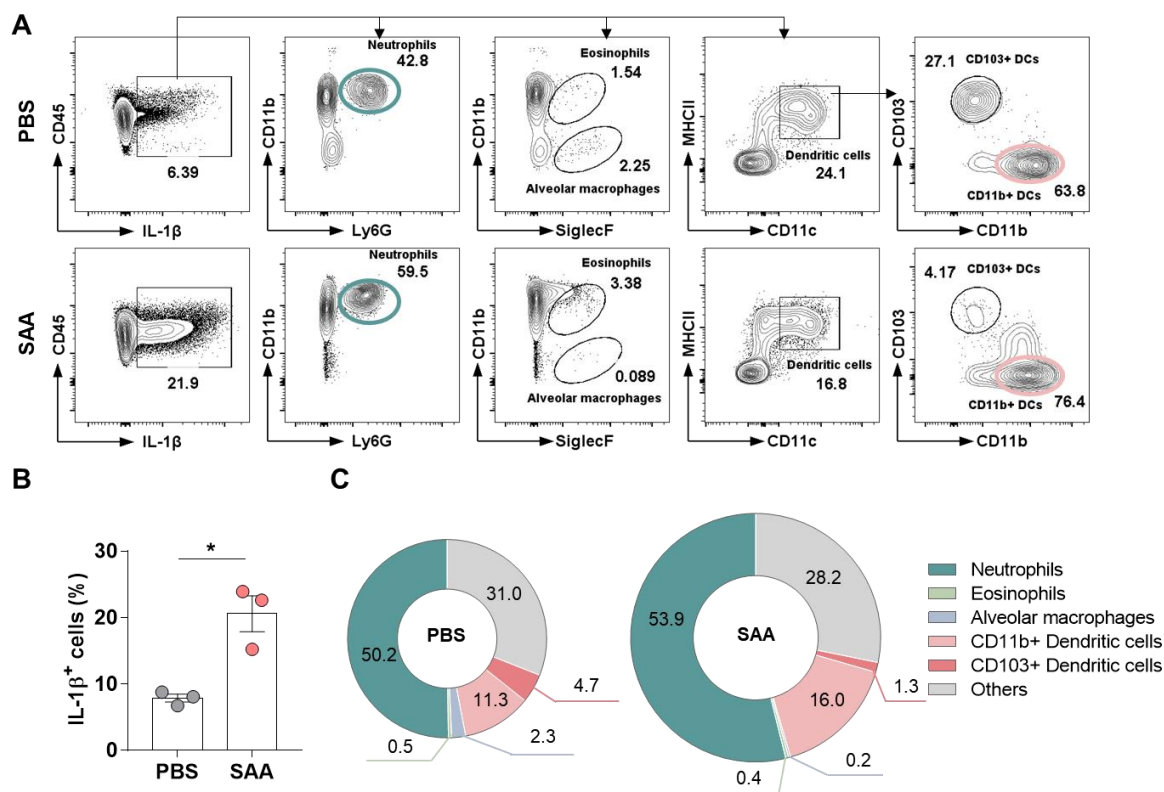 A
PBS
CD45
6.39
IL-1β
Neutrophils
42.8
CD11b
Ly6G
Eosinophils
1.54
CD11b
2.25
Alveolar macrophages
SiglecF
MHCII
Dendritic cells
24.1
CD11c
27.1
CD103+ DCs
CD103
CD11b+ DCs
63.8
CD11b
SAA
CD45
21.9
IL-1β
Neutrophils
59.5
CD11b
Ly6G
Eosinophils
3.38
CD11b
0.089
Alveolar macrophages
SiglecF
MHCII
Dendritic cells
16.8
CD11c
4.17
CD103+ DCs
CD103
CD11b+ DCs
76.4
CD11b
B
IL-1β+ cells (%)
30
20
10
0
*
PBS
SAA
C
PBS
31.0
50.2
4.7
11.3
2.3
0.5
SAA
28.2
53.9
1.3
16.0
0.2
0.4
Neutrophils
Eosinophils
Alveolar macrophages
CD11b+ Dendritic cells
CD103+ Dendritic cells
Others